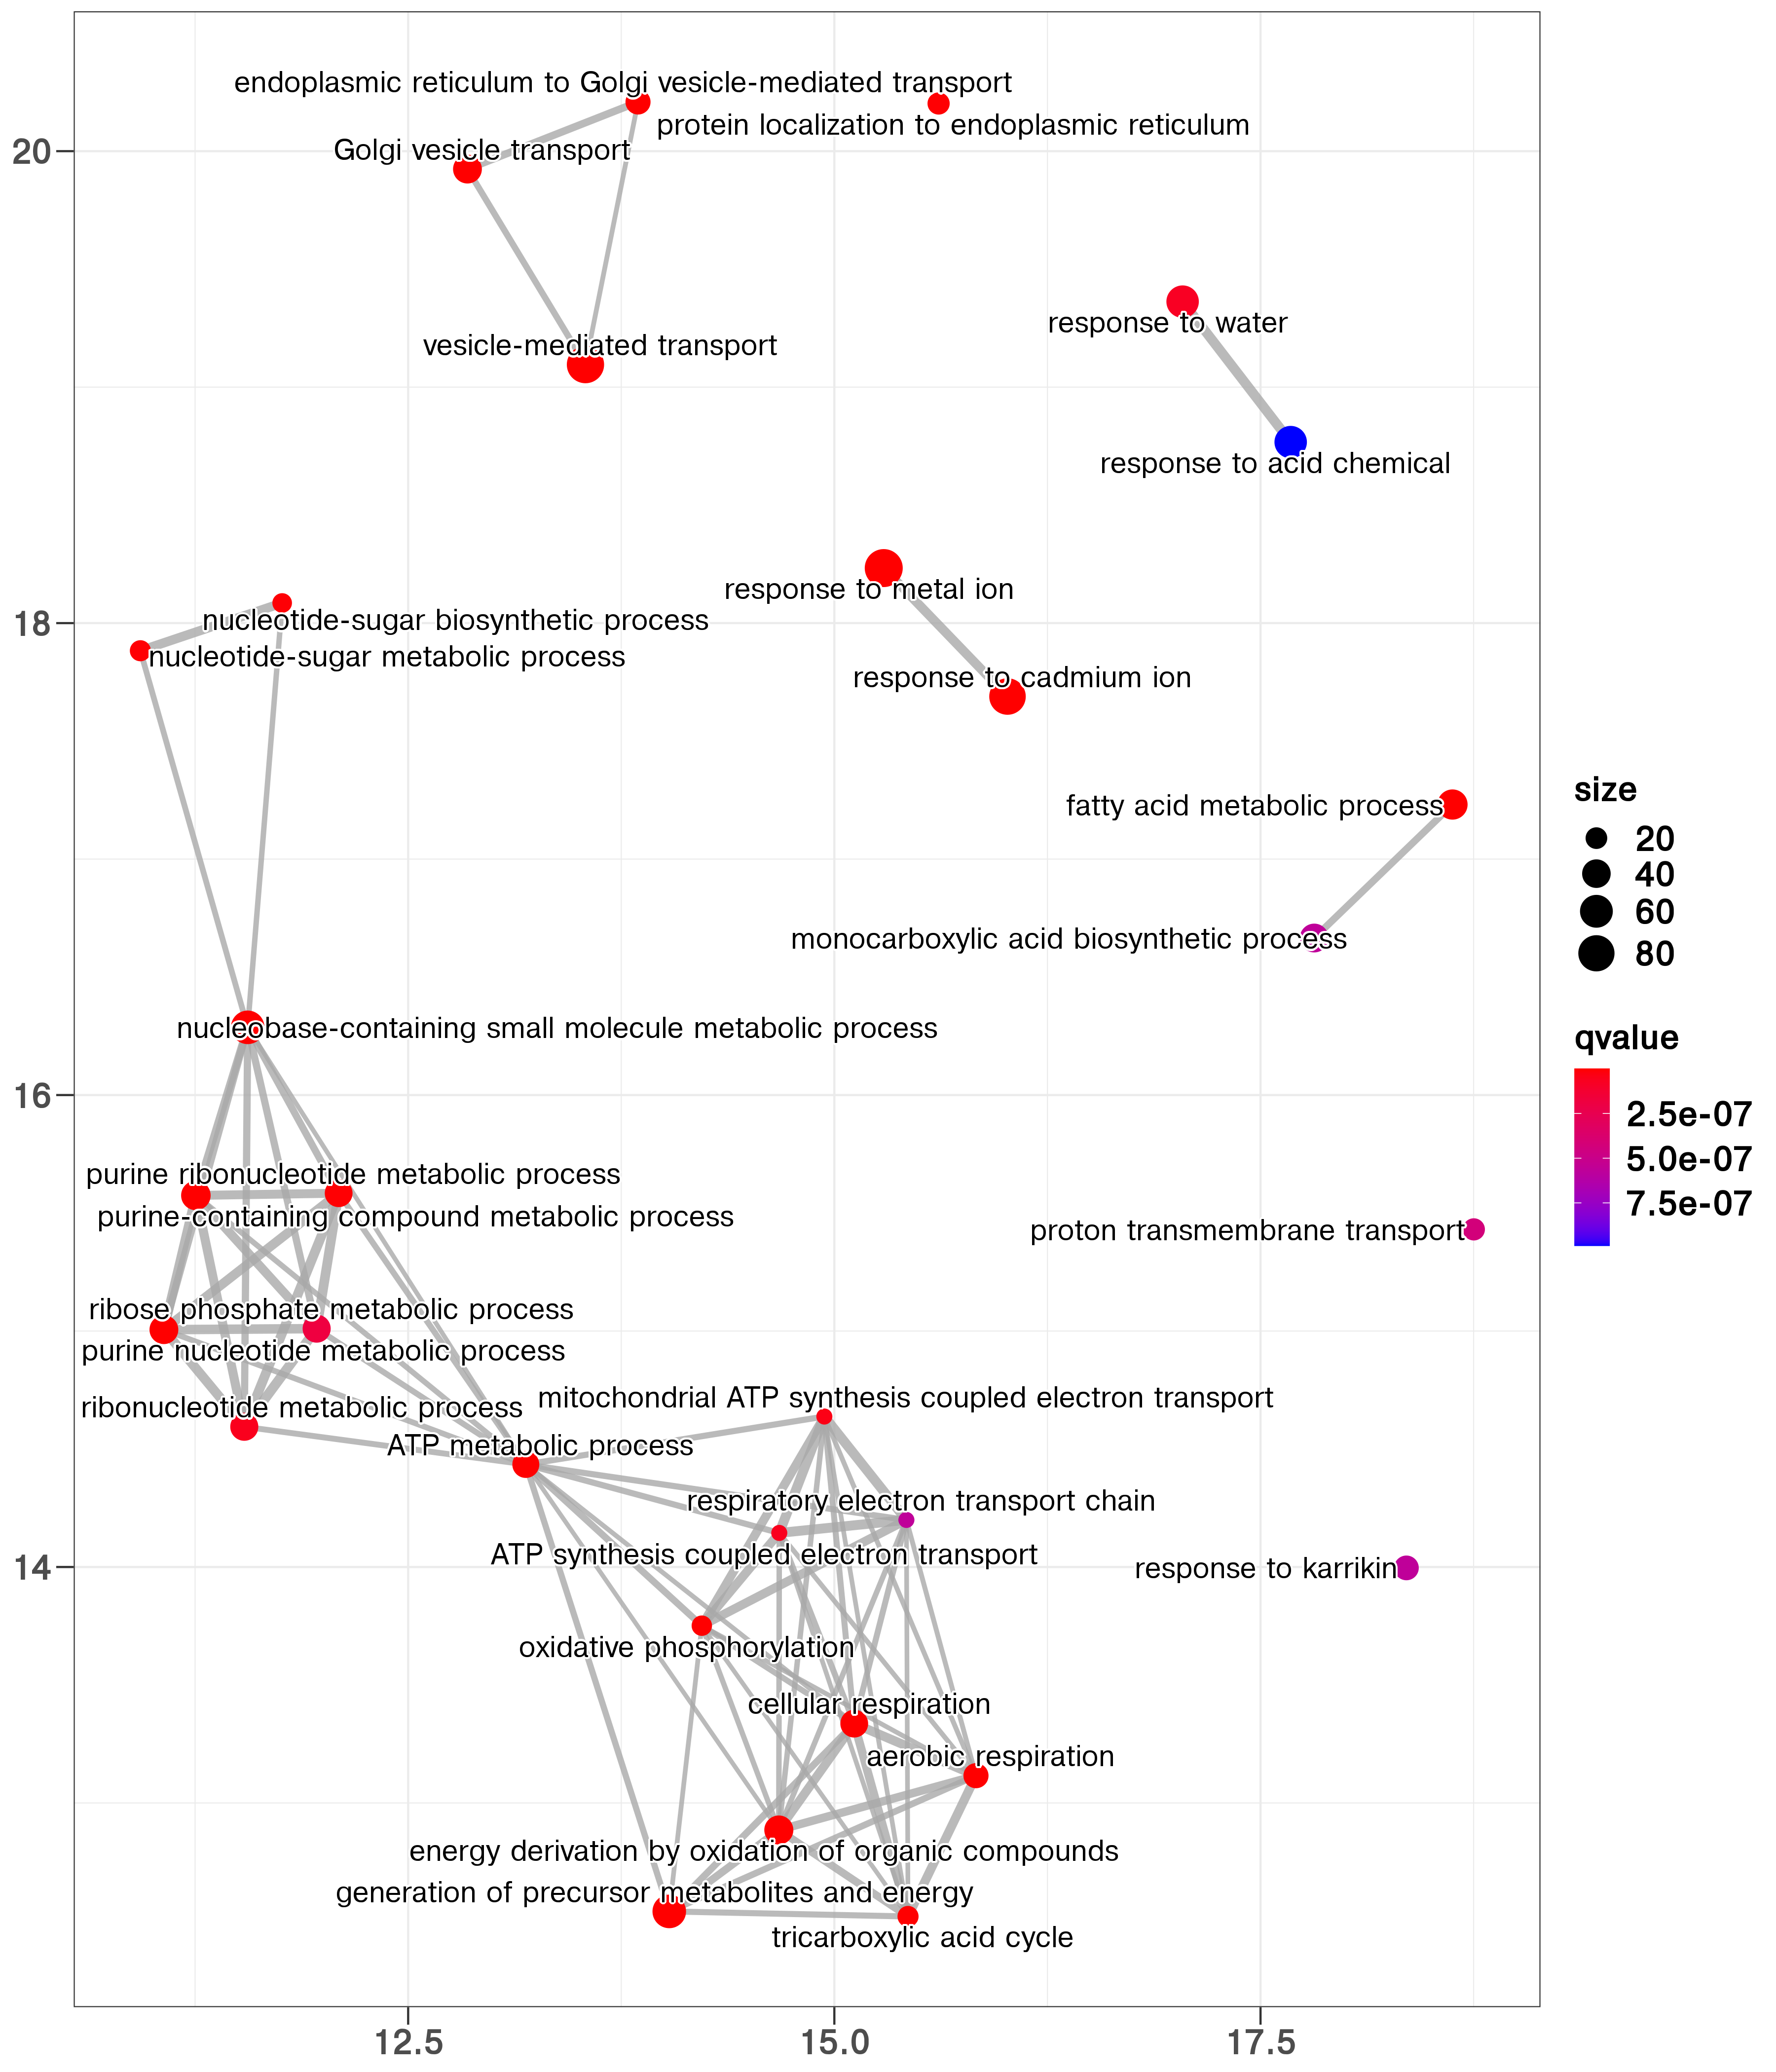 endoplasmic reticulum to Golgi vesicle-mediated transport
protein localization to endoplasmic reticulum
20
Golgi vesicle transport
response to water
vesicle-mediated transport
response to acid chemical
response to metal ion
18
nucleotide-sugar biosynthetic process
nucleotide-sugar metabolic process
response to cadmium ion
fatty acid metabolic process
monocarboxylic acid biosynthetic process
nucleobase-containing small molecule metabolic process
16
purine ribonucleotide metabolic process
purine-containing compound metabolic process
proton transmembrane transport
ribose phosphate metabolic process
purine nucleotide metabolic process
mitochondrial ATP synthesis coupled electron transport
ribonucleotide metabolic process
ATP metabolic process
respiratory electron transport chain
ATP synthesis coupled electron transport
14
response to karrikin
oxidative phosphorylation
cellular respiration
aerobic respiration
energy derivation by oxidation of organic compounds
generation of precursor metabolites and energy
tricarboxylic acid cycle
12.5
15.0
17.5
size
20
40
60
80
qvalue
2.5e-07
5.0e-07
7.5e-07